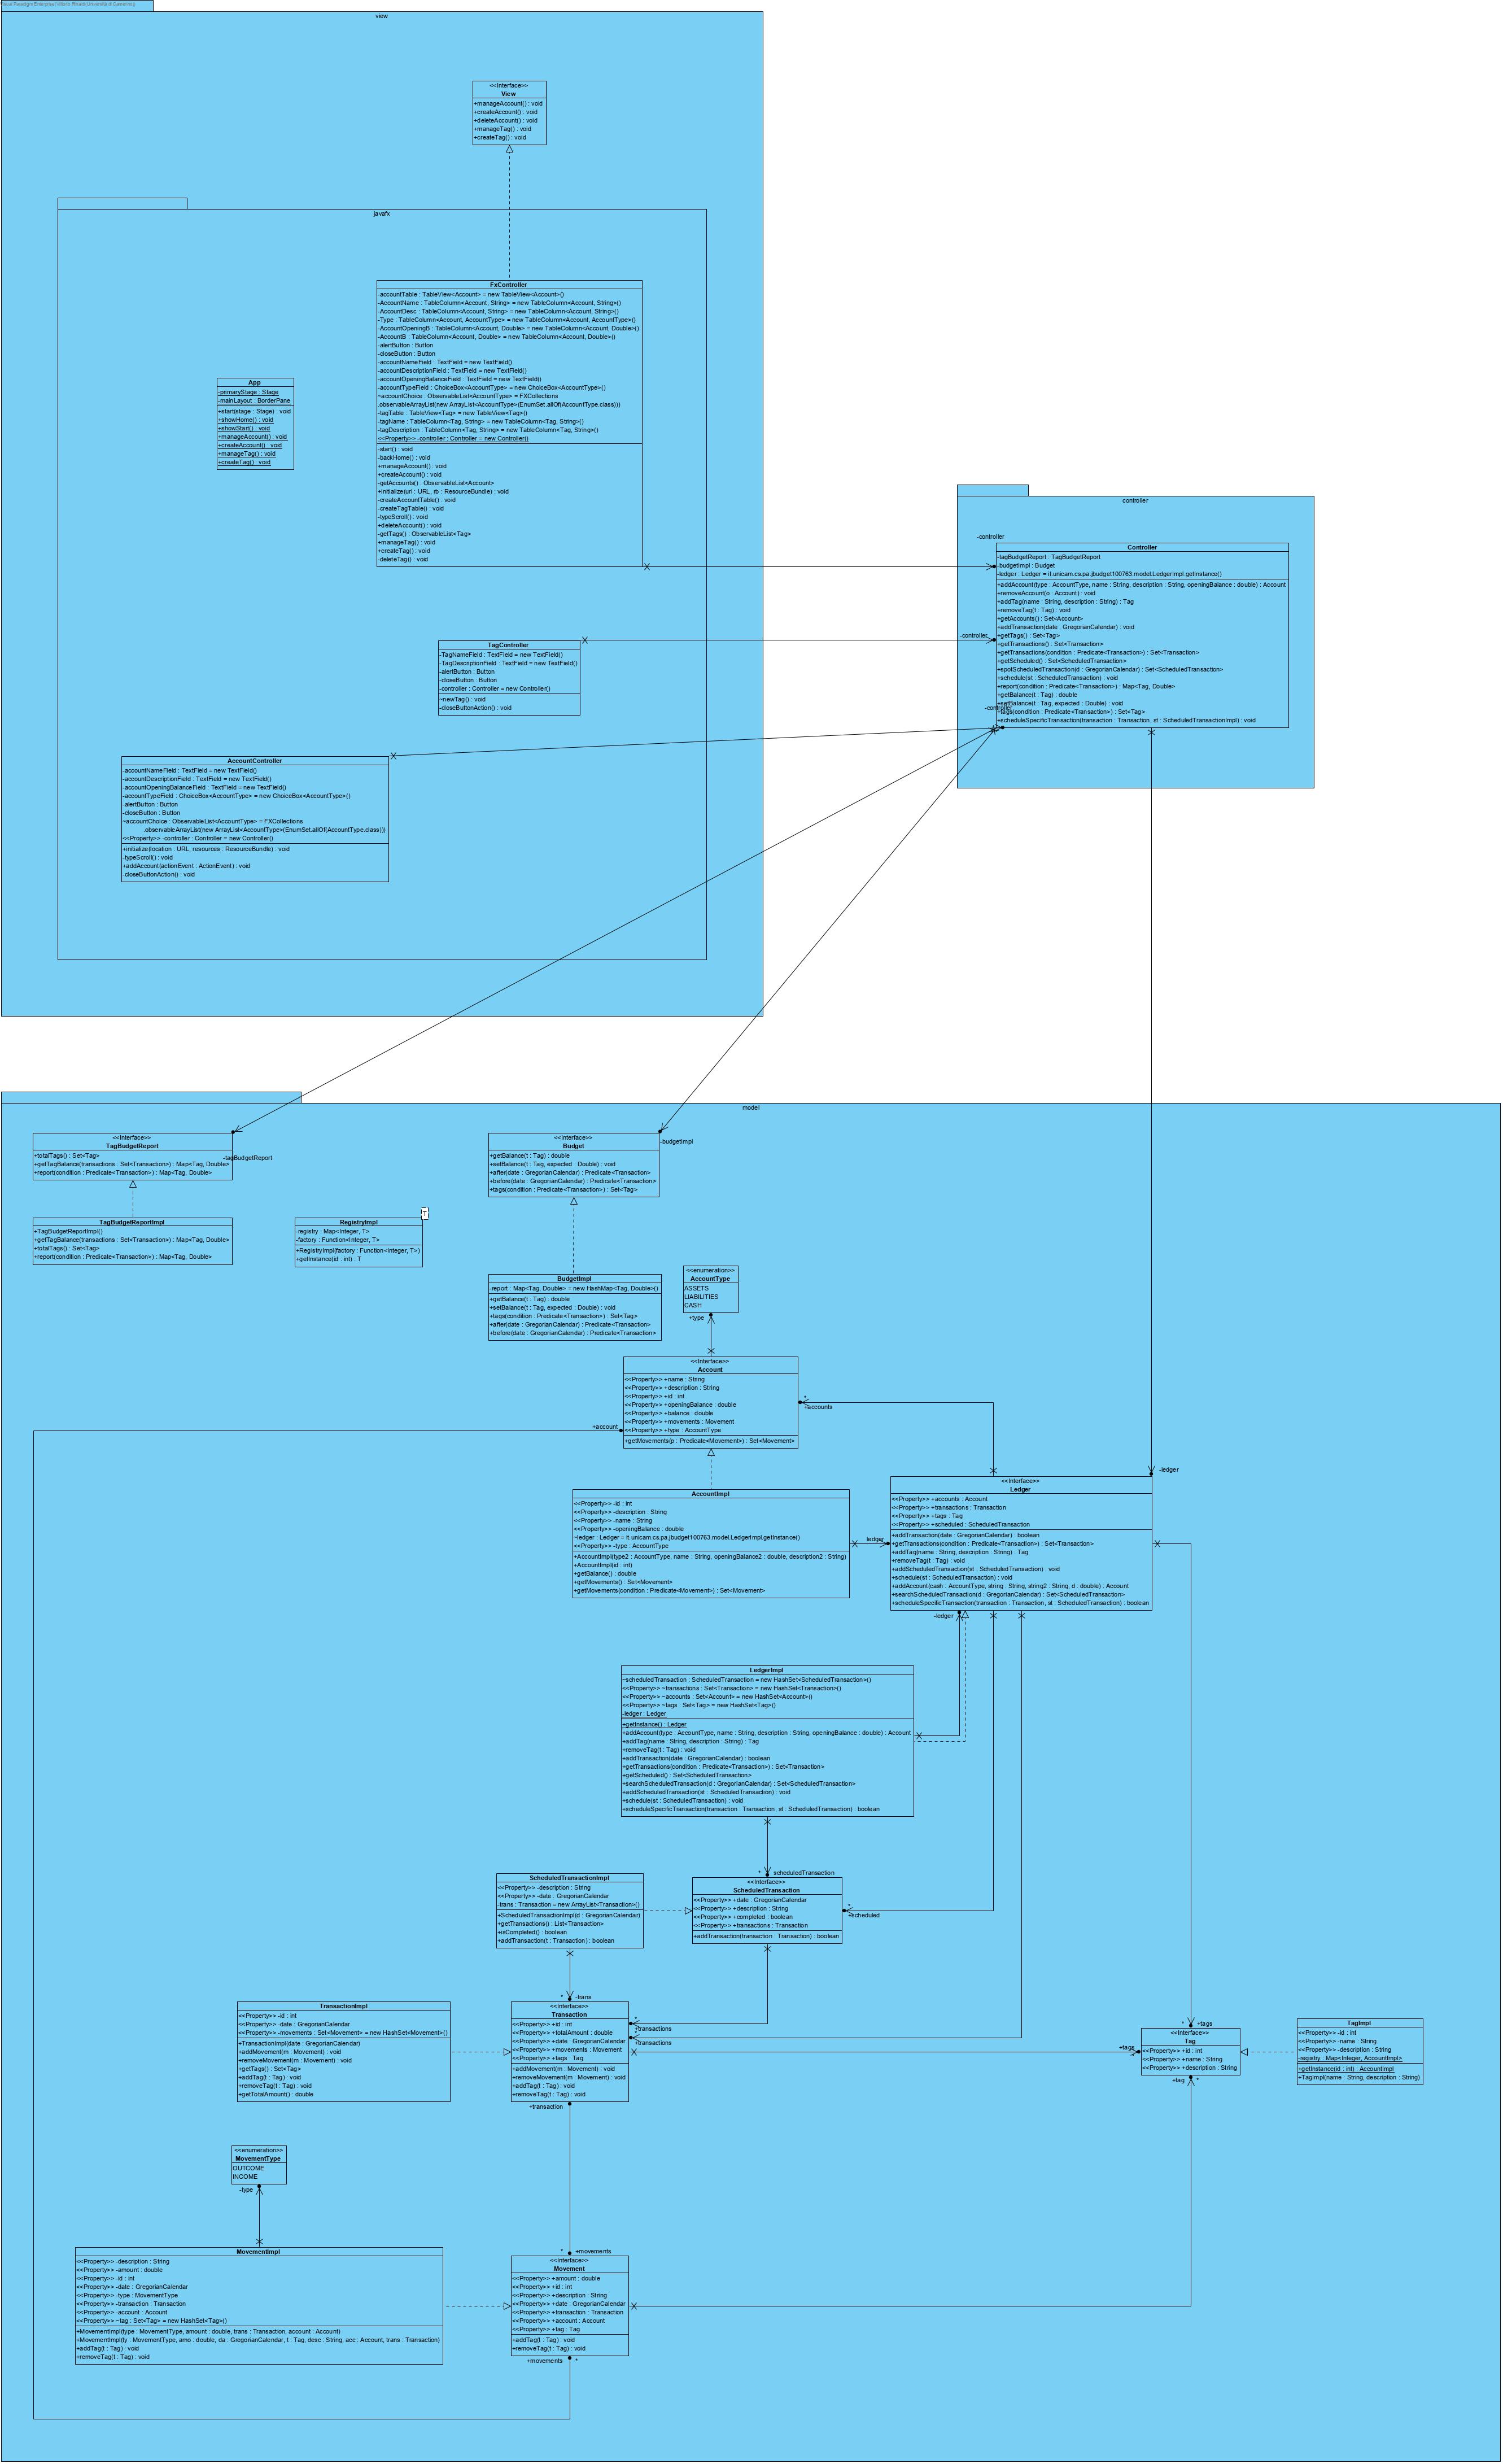 view
<<Interface>>
View
+manageAccount() : void
+createAccount() : void
+deleteAccount() : void
+manageTag() : void
+createTag() : void
javafx
FxController
-accountTable : TableView<Account> = new TableView<Account>()
-AccountName : TableColumn<Account, String> = new TableColumn<Account, String>()
-AccountDesc : TableColumn<Account, String> = new TableColumn<Account, String>()
-Type : TableColumn<Account, AccountType> = new TableColumn<Account, AccountType>()
-AccountOpeningB : TableColumn<Account, Double> = new TableColumn<Account, Double>()
-AccountB : TableColumn<Account, Double> = new TableColumn<Account, Double>()
-alertButton : Button
-closeButton : Button
-accountNameField : TextField = new TextField()
-accountDescriptionField : TextField = new TextField()
-accountOpeningBalanceField : TextField = new TextField()
-accountTypeField : ChoiceBox<AccountType> = new ChoiceBox<AccountType>()
~accountChoice : ObservableList<AccountType> = FXCollections
.observableArrayList(new ArrayList<AccountType>(EnumSet.allOf(AccountType.class)))
-tagTable : TableView<Tag> = new TableView<Tag>()
-tagName : TableColumn<Tag, String> = new TableColumn<Tag, String>()
-tagDescription : TableColumn<Tag, String> = new TableColumn<Tag, String>()
<<Property>> -controller : Controller = new Controller()
-start() : void
-backHome() : void
+manageAccount() : void
+createAccount() : void
-getAccounts() : ObservableList<Account>
+initialize(url : URL, rb : ResourceBundle) : void
-createAccountTable() : void
-createTagTable() : void
-typeScroll() : void
+deleteAccount() : void
-getTags() : ObservableList<Tag>
+manageTag() : void
+createTag() : void
-deleteTag() : void
App
-primaryStage : Stage
-mainLayout : BorderPane
+start(stage : Stage) : void
+showHome() : void
+showStart() : void
+manageAccount() : void
+createAccount() : void
+manageTag() : void
+createTag() : void
TagController
-TagNameField : TextField = new TextField()
-TagDescriptionField : TextField = new TextField()
-alertButton : Button
-closeButton : Button
-controller : Controller = new Controller()
~newTag() : void
-closeButtonAction() : void
AccountController
-accountNameField : TextField = new TextField()
-accountDescriptionField : TextField = new TextField()
-accountOpeningBalanceField : TextField = new TextField()
-accountTypeField : ChoiceBox<AccountType> = new ChoiceBox<AccountType>()
-alertButton : Button
-closeButton : Button
~accountChoice : ObservableList<AccountType> = FXCollections
.observableArrayList(new ArrayList<AccountType>(EnumSet.allOf(AccountType.class)))
<<Property>> -controller : Controller = new Controller()
+initialize(location : URL, resources : ResourceBundle) : void
-typeScroll() : void
+addAccount(actionEvent : ActionEvent) : void
-closeButtonAction() : void
controller
-controller
Controller
-tagBudgetReport : TagBudgetReport
-budgetImpl : Budget
-ledger : Ledger = it.unicam.cs.pa.jbudget100763.model.LedgerImpl.getInstance()
+addAccount(type : AccountType, name : String, description : String, openingBalance : double) : Account
+removeAccount(o : Account) : void
+addTag(name : String, description : String) : Tag
+removeTag(t : Tag) : void
+getAccounts() : Set<Account>
+addTransaction(date : GregorianCalendar) : void
-controller
+getTags() : Set<Tag>
+getTransactions() : Set<Transaction>
+getTransactions(condition : Predicate<Transaction>) : Set<Transaction>
+getScheduled() : Set<ScheduledTransaction>
+spotScheduledTransaction(d : GregorianCalendar) : Set<ScheduledTransaction>
+schedule(st : ScheduledTransaction) : void
+report(condition : Predicate<Transaction>) : Map<Tag, Double>
+getBalance(t : Tag) : double
+setBalance(t : Tag, expected : Double) : void
-controller
+tags(condition : Predicate<Transaction>) : Set<Tag>
+scheduleSpecificTransaction(transaction : Transaction, st : ScheduledTransactionImpl) : void
model
<<Interface>>
TagBudgetReport
+totalTags() : Set<Tag>
+getTagBalance(transactions : Set<Transaction>) : Map<Tag, Double>
+report(condition : Predicate<Transaction>) : Map<Tag, Double>
-tagBudgetReport
<<Interface>>
Budget
+getBalance(t : Tag) : double
+setBalance(t : Tag, expected : Double) : void
+after(date : GregorianCalendar) : Predicate<Transaction>
+before(date : GregorianCalendar) : Predicate<Transaction>
+tags(condition : Predicate<Transaction>) : Set<Tag>
-budgetImpl
TagBudgetReportImpl
+TagBudgetReportImpl()
+getTagBalance(transactions : Set<Transaction>) : Map<Tag, Double>
+totalTags() : Set<Tag>
+report(condition : Predicate<Transaction>) : Map<Tag, Double>
T
RegistryImpl
-registry : Map<Integer, T>
-factory : Function<Integer, T>
+RegistryImpl(factory : Function<Integer, T>)
+getInstance(id : int) : T
BudgetImpl
-report : Map<Tag, Double> = new HashMap<Tag, Double>()
+getBalance(t : Tag) : double
+setBalance(t : Tag, expected : Double) : void
+tags(condition : Predicate<Transaction>) : Set<Tag>
+after(date : GregorianCalendar) : Predicate<Transaction>
+before(date : GregorianCalendar) : Predicate<Transaction>
<<enumeration>>
AccountType
ASSETS
LIABILITIES
CASH
+type
<<Interface>>
Account
<<Property>> +name : String
<<Property>> +description : String
<<Property>> +id : int
<<Property>> +openingBalance : double
<<Property>> +balance : double
<<Property>> +movements : Movement
<<Property>> +type : AccountType
+getMovements(p : Predicate<Movement>) : Set<Movement>
*
+accounts
+account
AccountImpl
<<Property>> -id : int
<<Property>> -description : String
<<Property>> -name : String
<<Property>> -openingBalance : double
~ledger : Ledger = it.unicam.cs.pa.jbudget100763.model.LedgerImpl.getInstance()
<<Property>> -type : AccountType
+AccountImpl(type2 : AccountType, name : String, openingBalance2 : double, description2 : String)
+AccountImpl(id : int)
+getBalance() : double
+getMovements() : Set<Movement>
+getMovements(condition : Predicate<Movement>) : Set<Movement>
ledger
-ledger
<<Interface>>
Ledger
<<Property>> +accounts : Account
<<Property>> +transactions : Transaction
<<Property>> +tags : Tag
<<Property>> +scheduled : ScheduledTransaction
+addTransaction(date : GregorianCalendar) : boolean
+getTransactions(condition : Predicate<Transaction>) : Set<Transaction>
+addTag(name : String, description : String) : Tag
+removeTag(t : Tag) : void
+addScheduledTransaction(st : ScheduledTransaction) : void
+schedule(st : ScheduledTransaction) : void
+addAccount(cash : AccountType, string : String, string2 : String, d : double) : Account
+searchScheduledTransaction(d : GregorianCalendar) : Set<ScheduledTransaction>
+scheduleSpecificTransaction(transaction : Transaction, st : ScheduledTransaction) : boolean
-ledger
LedgerImpl
~scheduledTransaction : ScheduledTransaction = new HashSet<ScheduledTransaction>()
<<Property>> ~transactions : Set<Transaction> = new HashSet<Transaction>()
<<Property>> ~accounts : Set<Account> = new HashSet<Account>()
<<Property>> ~tags : Set<Tag> = new HashSet<Tag>()
-ledger : Ledger
+getInstance() : Ledger
+addAccount(type : AccountType, name : String, description : String, openingBalance : double) : Account
+addTag(name : String, description : String) : Tag
+removeTag(t : Tag) : void
+addTransaction(date : GregorianCalendar) : boolean
+getTransactions(condition : Predicate<Transaction>) : Set<Transaction>
+getScheduled() : Set<ScheduledTransaction>
+searchScheduledTransaction(d : GregorianCalendar) : Set<ScheduledTransaction>
+addScheduledTransaction(st : ScheduledTransaction) : void
+schedule(st : ScheduledTransaction) : void
+scheduleSpecificTransaction(transaction : Transaction, st : ScheduledTransaction) : boolean
* scheduledTransaction
ScheduledTransactionImpl
<<Property>> -description : String
<<Property>> -date : GregorianCalendar
-trans : Transaction = new ArrayList<Transaction>()
+ScheduledTransactionImpl(d : GregorianCalendar)
+getTransactions() : List<Transaction>
+isCompleted() : boolean
+addTransaction(t : Transaction) : boolean
<<Interface>>
ScheduledTransaction
<<Property>> +date : GregorianCalendar
<<Property>> +description : String
<<Property>> +completed : boolean
<<Property>> +transactions : Transaction
+addTransaction(transaction : Transaction) : boolean
*
+scheduled
* -trans
TransactionImpl
<<Property>> -id : int
<<Property>> -date : GregorianCalendar
<<Property>> -movements : Set<Movement> = new HashSet<Movement>()
+TransactionImpl(date : GregorianCalendar)
+addMovement(m : Movement) : void
+removeMovement(m : Movement) : void
+getTags() : Set<Tag>
+addTag(t : Tag) : void
+removeTag(t : Tag) : void
+getTotalAmount() : double
<<Interface>>
Transaction
<<Property>> +id : int
<<Property>> +totalAmount : double
<<Property>> +date : GregorianCalendar
<<Property>> +movements : Movement
<<Property>> +tags : Tag
+addMovement(m : Movement) : void
+removeMovement(m : Movement) : void
+addTag(t : Tag) : void
+removeTag(t : Tag) : void
*
+transactions
*
+transactions
+tags
*
* +tags
<<Interface>>
Tag
<<Property>> +id : int
<<Property>> +name : String
<<Property>> +description : String
+tag *
TagImpl
<<Property>> -id : int
<<Property>> -name : String
<<Property>> -description : String
-registry : Map<Integer, AccountImpl>
+getInstance(id : int) : AccountImpl
+TagImpl(name : String, description : String)
+transaction
<<enumeration>>
MovementType
OUTCOME
INCOME
-type
MovementImpl
<<Property>> -description : String
<<Property>> -amount : double
<<Property>> -id : int
<<Property>> -date : GregorianCalendar
<<Property>> -type : MovementType
<<Property>> -transaction : Transaction
<<Property>> -account : Account
<<Property>> ~tag : Set<Tag> = new HashSet<Tag>()
+MovementImpl(type : MovementType, amount : double, trans : Transaction, account : Account)
+MovementImpl(ty : MovementType, amo : double, da : GregorianCalendar, t : Tag, desc : String, acc : Account, trans : Transaction)
+addTag(t : Tag) : void
+removeTag(t : Tag) : void
* +movements
<<Interface>>
Movement
<<Property>> +amount : double
<<Property>> +id : int
<<Property>> +description : String
<<Property>> +date : GregorianCalendar
<<Property>> +transaction : Transaction
<<Property>> +account : Account
<<Property>> +tag : Tag
+addTag(t : Tag) : void
+removeTag(t : Tag) : void
+movements *